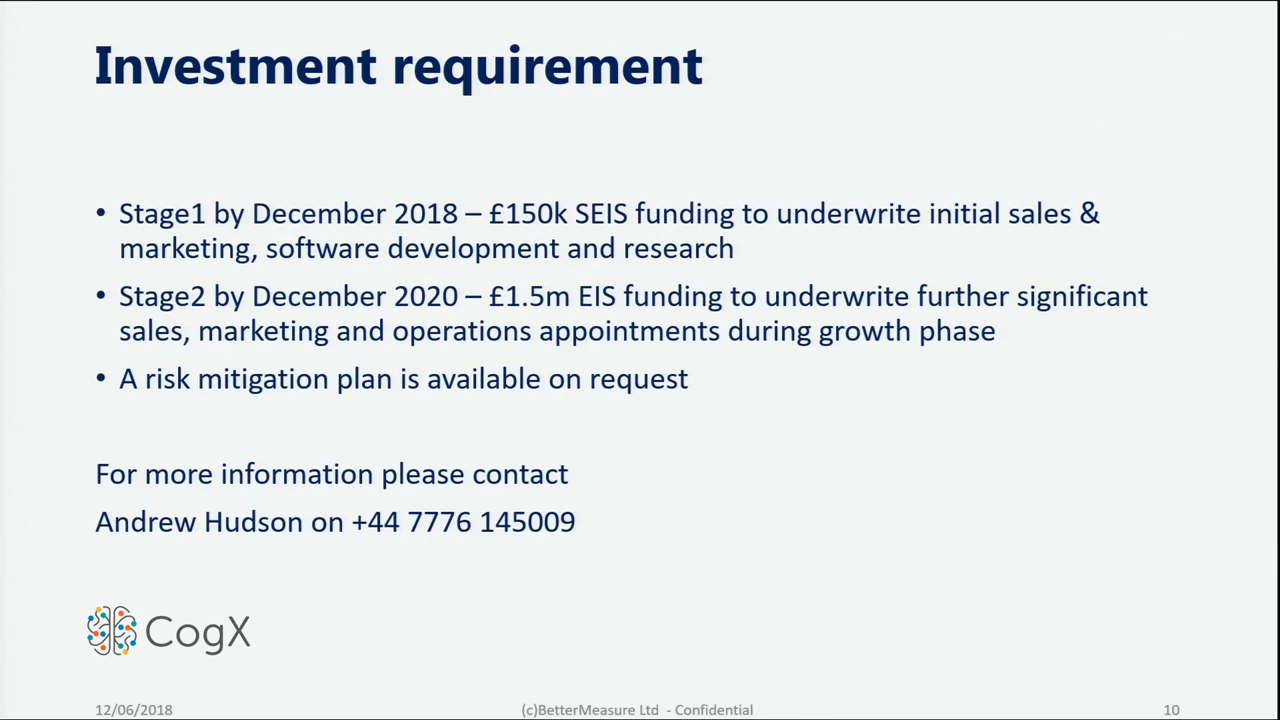 Investment requirement
• Stage1 by December 2018 – £150k SEIS funding to underwrite initial sales &
marketing, software development and research
• Stage2 by December 2020 – £1.5m EIS funding to underwrite further significant
sales, marketing and operations appointments during growth phase
• A risk mitigation plan is available on request
For more information please contact
Andrew Hudson on +44 7776 145009
CogX
12/06/2018
(c)BetterMeasure Ltd - Confidential
10